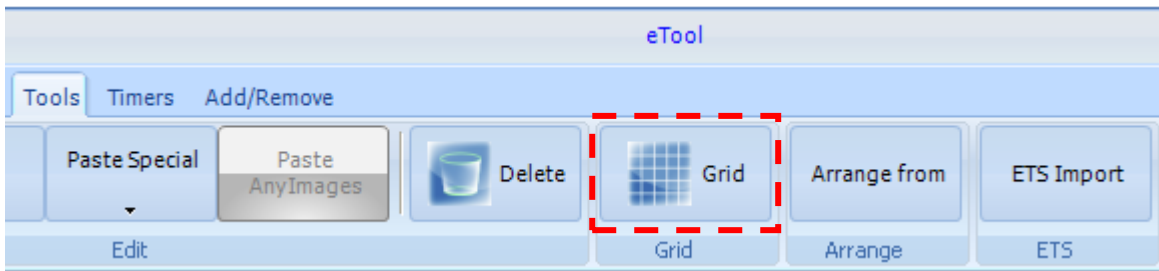 eTool
Tools Timers Add/Remove
Paste Special
Paste
AnyImages
Delete
Grid
Arrange from
ETS Import
Edit
Grid
Arrange
ETS